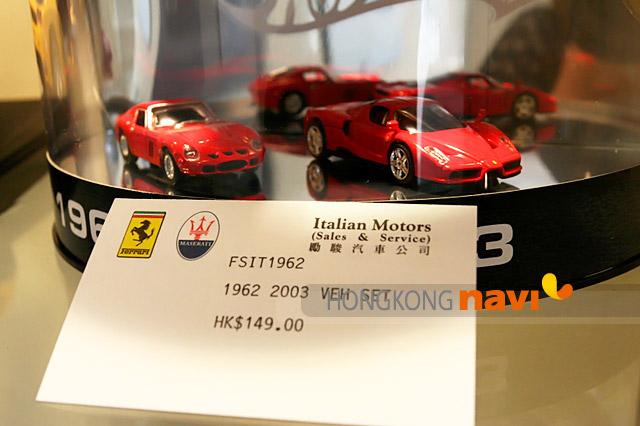 196
3
Ferrari
MASERATI
Italian Motors
(Sales & Service)
勵駿汽車公司
FSIT1962
1962 2003 VEH SET
HK$149.00
HONGKONG navi